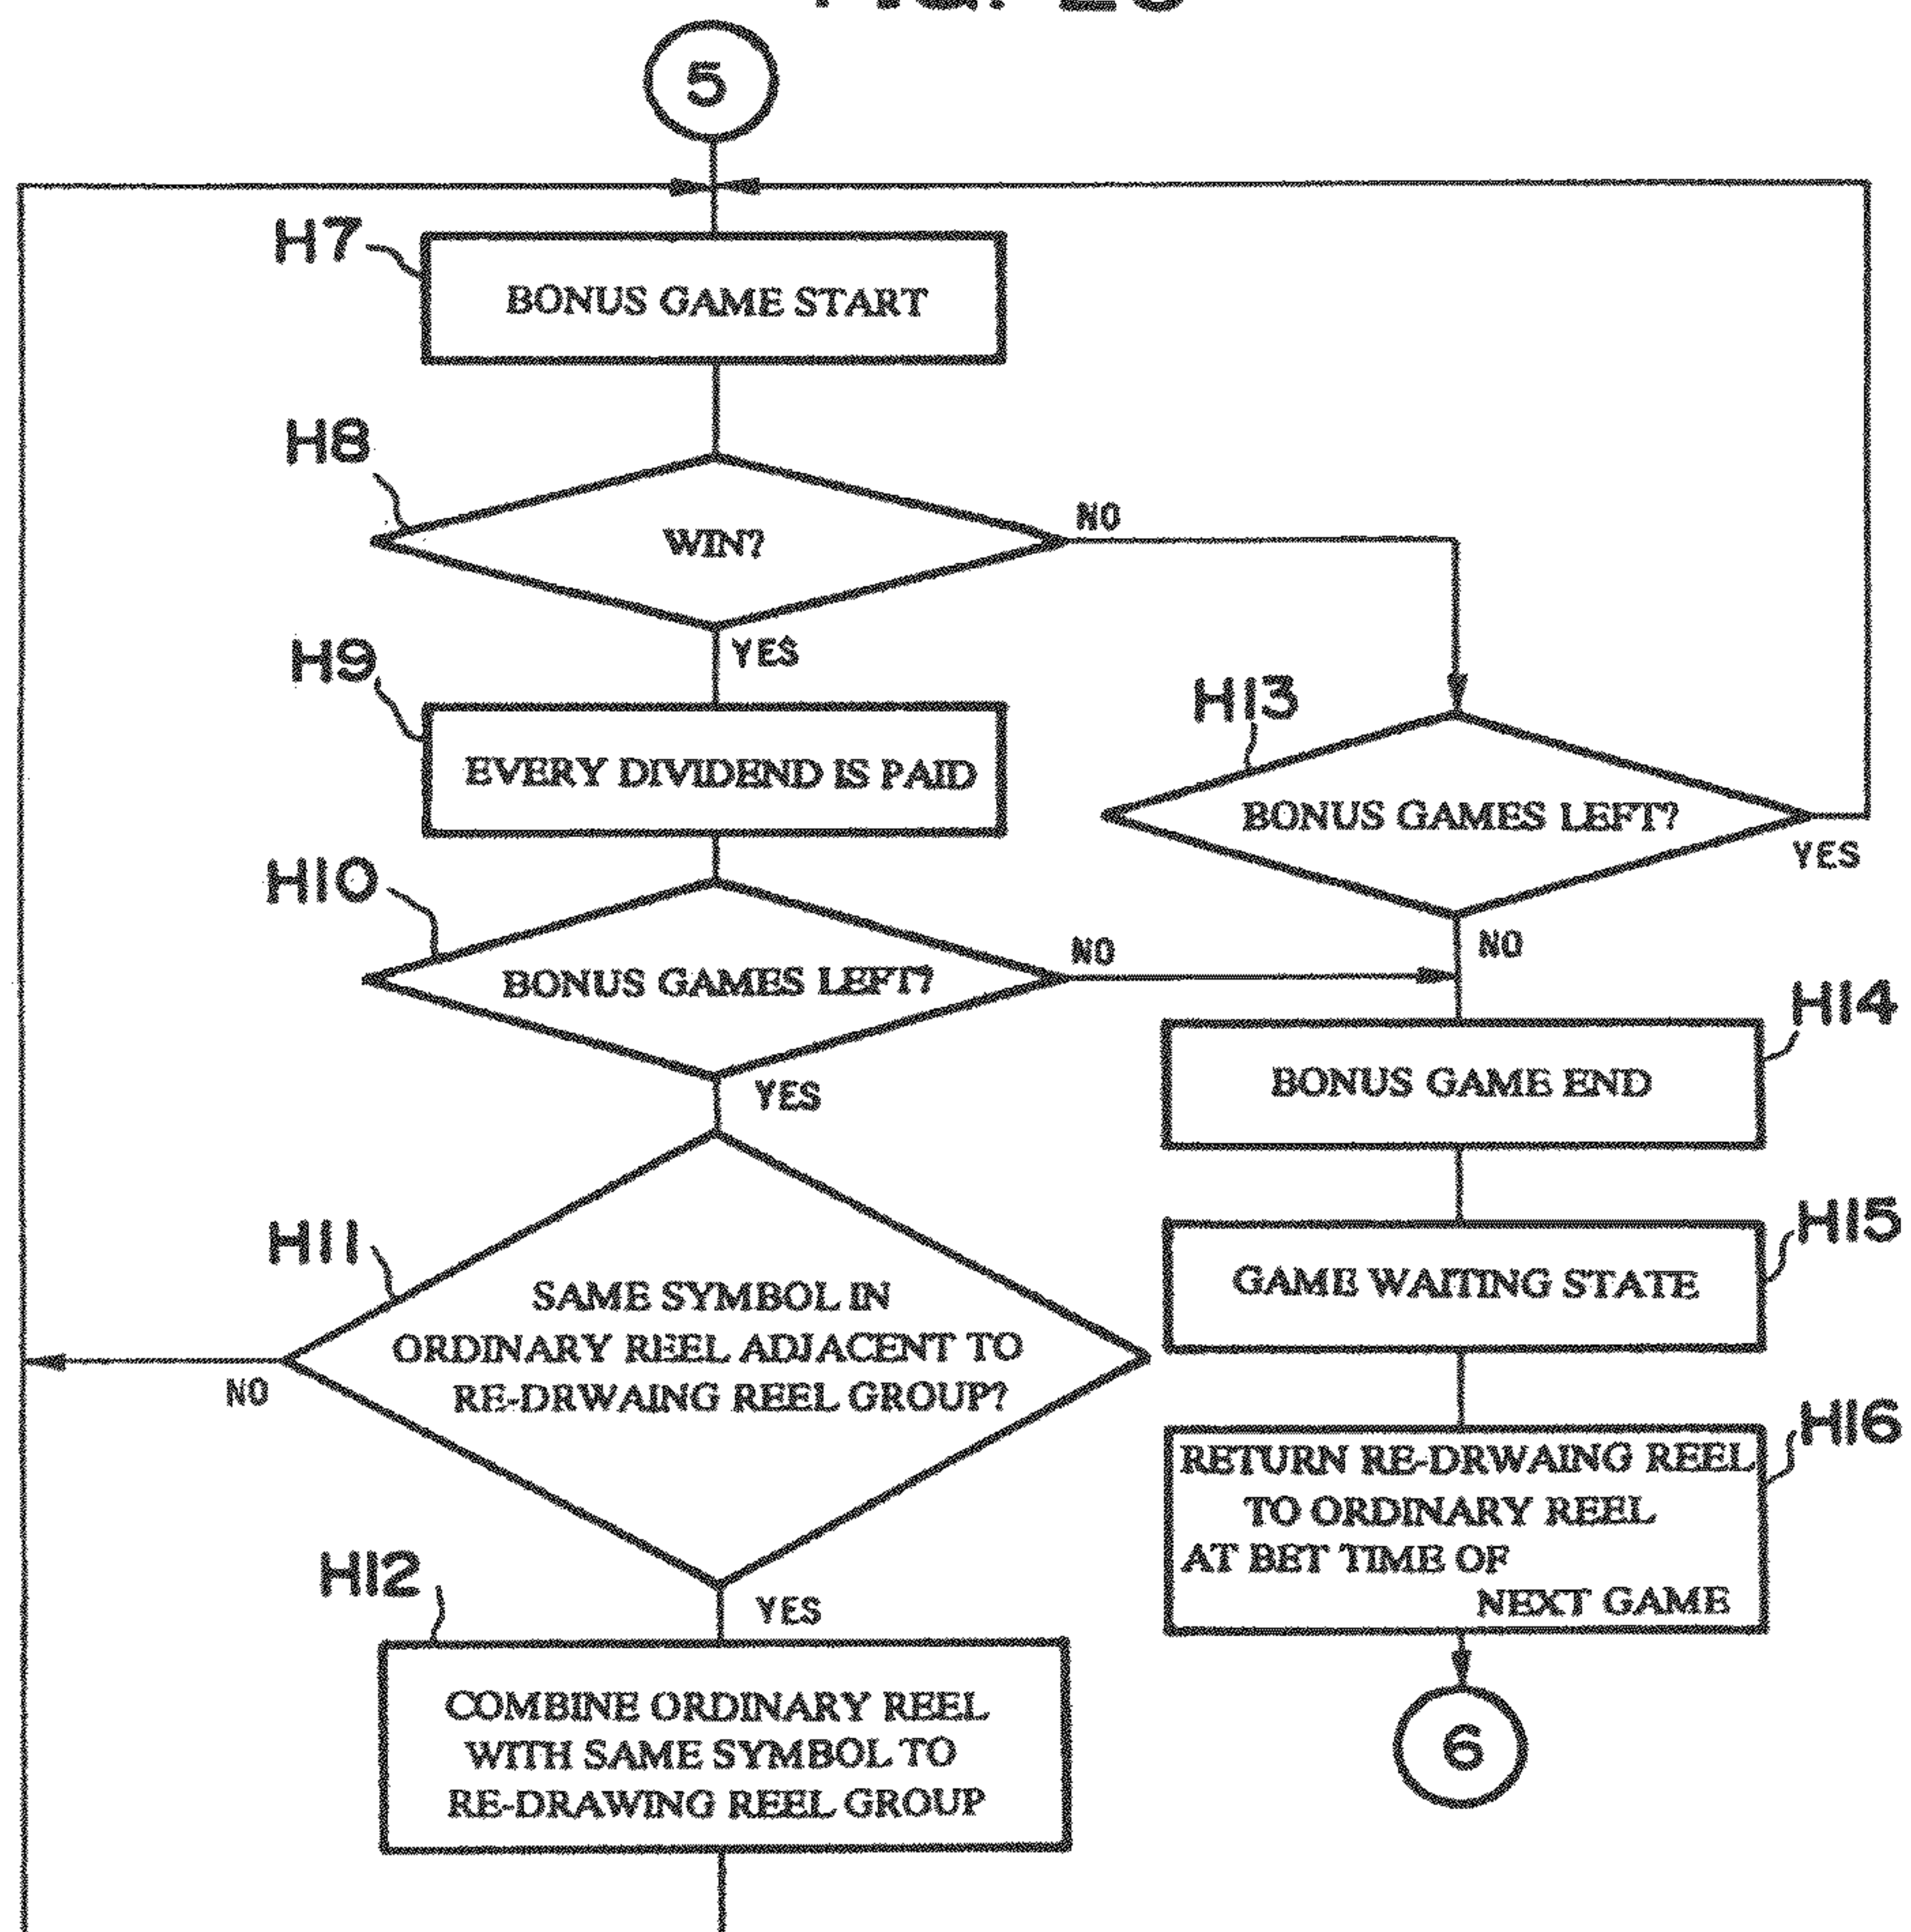 5
H7
BONUS GAME START
H8
WIN?
NO
YES
H9
EVERY DIVIDEND IS PAID
H13
BONUS GAMES LEFT?
YES
NO
H10
BONUS GAMES LEFT?
NO
YES
H14
BONUS GAME END
H11
SAME SYMBOL IN
ORDINARY REEL ADJACENT TO
RE-DRWAING REEL GROUP?
NO
YES
H15
GAME WAITING STATE
H16
RETURN RE-DRWAING REEL
TO ORDINARY REEL
AT BET TIME OF
NEXT GAME
H12
COMBINE ORDINARY REEL
WITH SAME SYMBOL TO
RE-DRAWING REEL GROUP
6